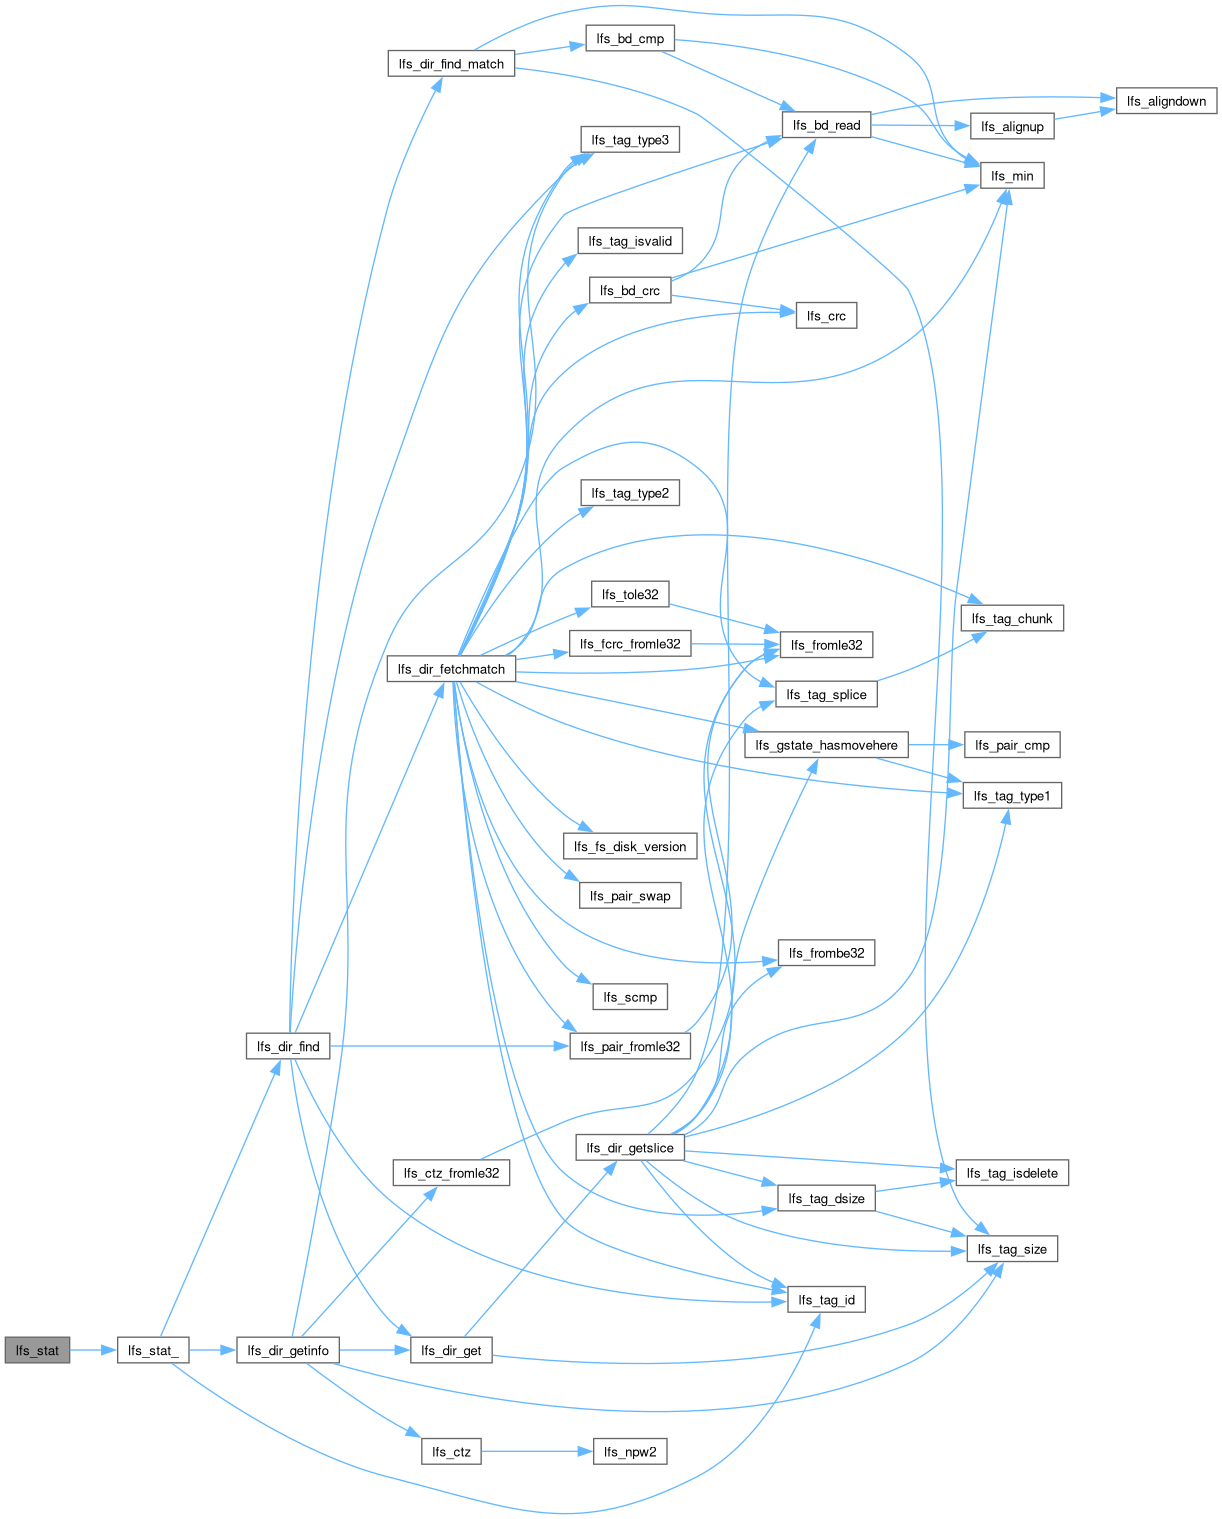 lfs_bd_cmp
lfs_dir_find_match
lfs_aligndown
lfs_bd_read
lfs_alignup
lfs_tag_type3
lfs_min
lfs_tag_isvalid
lfs_bd_crc
lfs_crc
lfs_tag_type2
lfs_tole32
lfs_tag_chunk
lfs_fcrc_fromle32
lfs_fromle32
lfs_dir_fetchmatch
lfs_tag_splice
lfs_gstate_hasmovehere
lfs_pair_cmp
lfs_tag_type1
lfs_fs_disk_version
lfs_pair_swap
lfs_frombe32
lfs_scmp
lfs_dir_find
lfs_pair_fromle32
lfs_dir_getslice
lfs_ctz_fromle32
lfs_tag_isdelete
lfs_tag_dsize
lfs_tag_size
lfs_tag_id
lfs_stat
lfs_stat_
lfs_dir_getinfo
lfs_dir_get
lfs_ctz
lfs_npw2